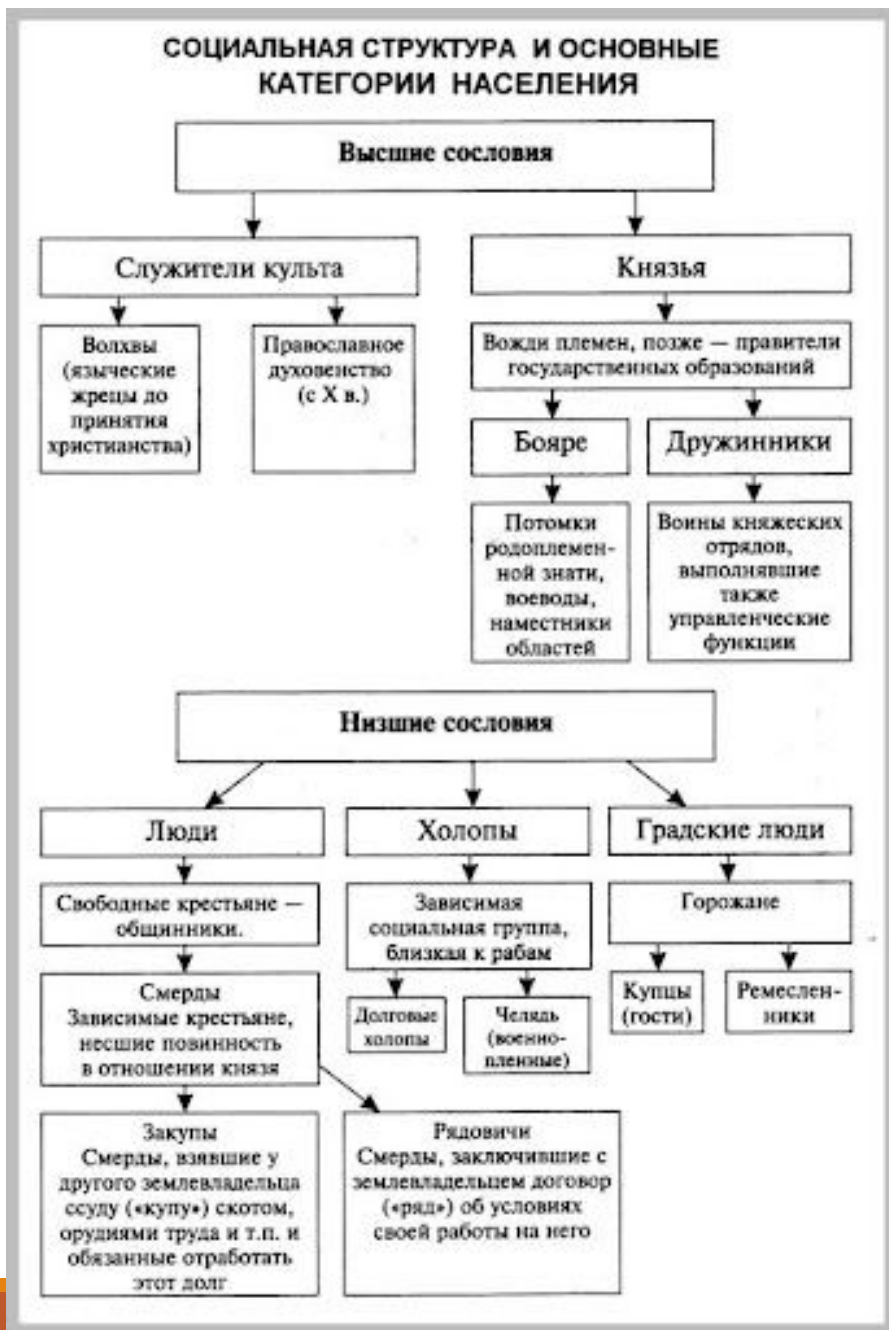 СОЦИАЛЬНАЯ СТРУКТУРА И ОСНОВНЫЕ
КАТЕГОРИИ НАСЕЛЕНИЯ
Высшие сословия
Служители культа
Князья
Волхвы
(языческие
жрецы до
принятия
христианства)
Православное
духовенство
(с X в.)
Вожди племен, позже — правители
государственных образований
Бояре
Дружинники
Потомки
родоплемен-
ной знати,
воеводы,
наместники
областей
Воины княжеских
отрядов,
выполнявшие
также
управленческие
функции
Низшие сословия
Люди
Холопы
Градские люди
Свободные крестьяне —
общинники.
Зависимая
социальная группа,
близкая к рабам
Горожане
Смерды
Зависимые крестьяне,
несшие повинность
в отношении князя
Долговые
холопы
Челядь
(военно-
пленные)
Купцы
(гости)
Ремеслен-
ники
Закупы
Смерды, взявшие у
другого землевладельца
ссуду («купу») скотом,
орудиями труда и т.п. и
обязанные отработать
этот долг
Рядовичи
Смерды, заключившие с
землевладельцем договор
(«ряд») об условиях
своей работы на него